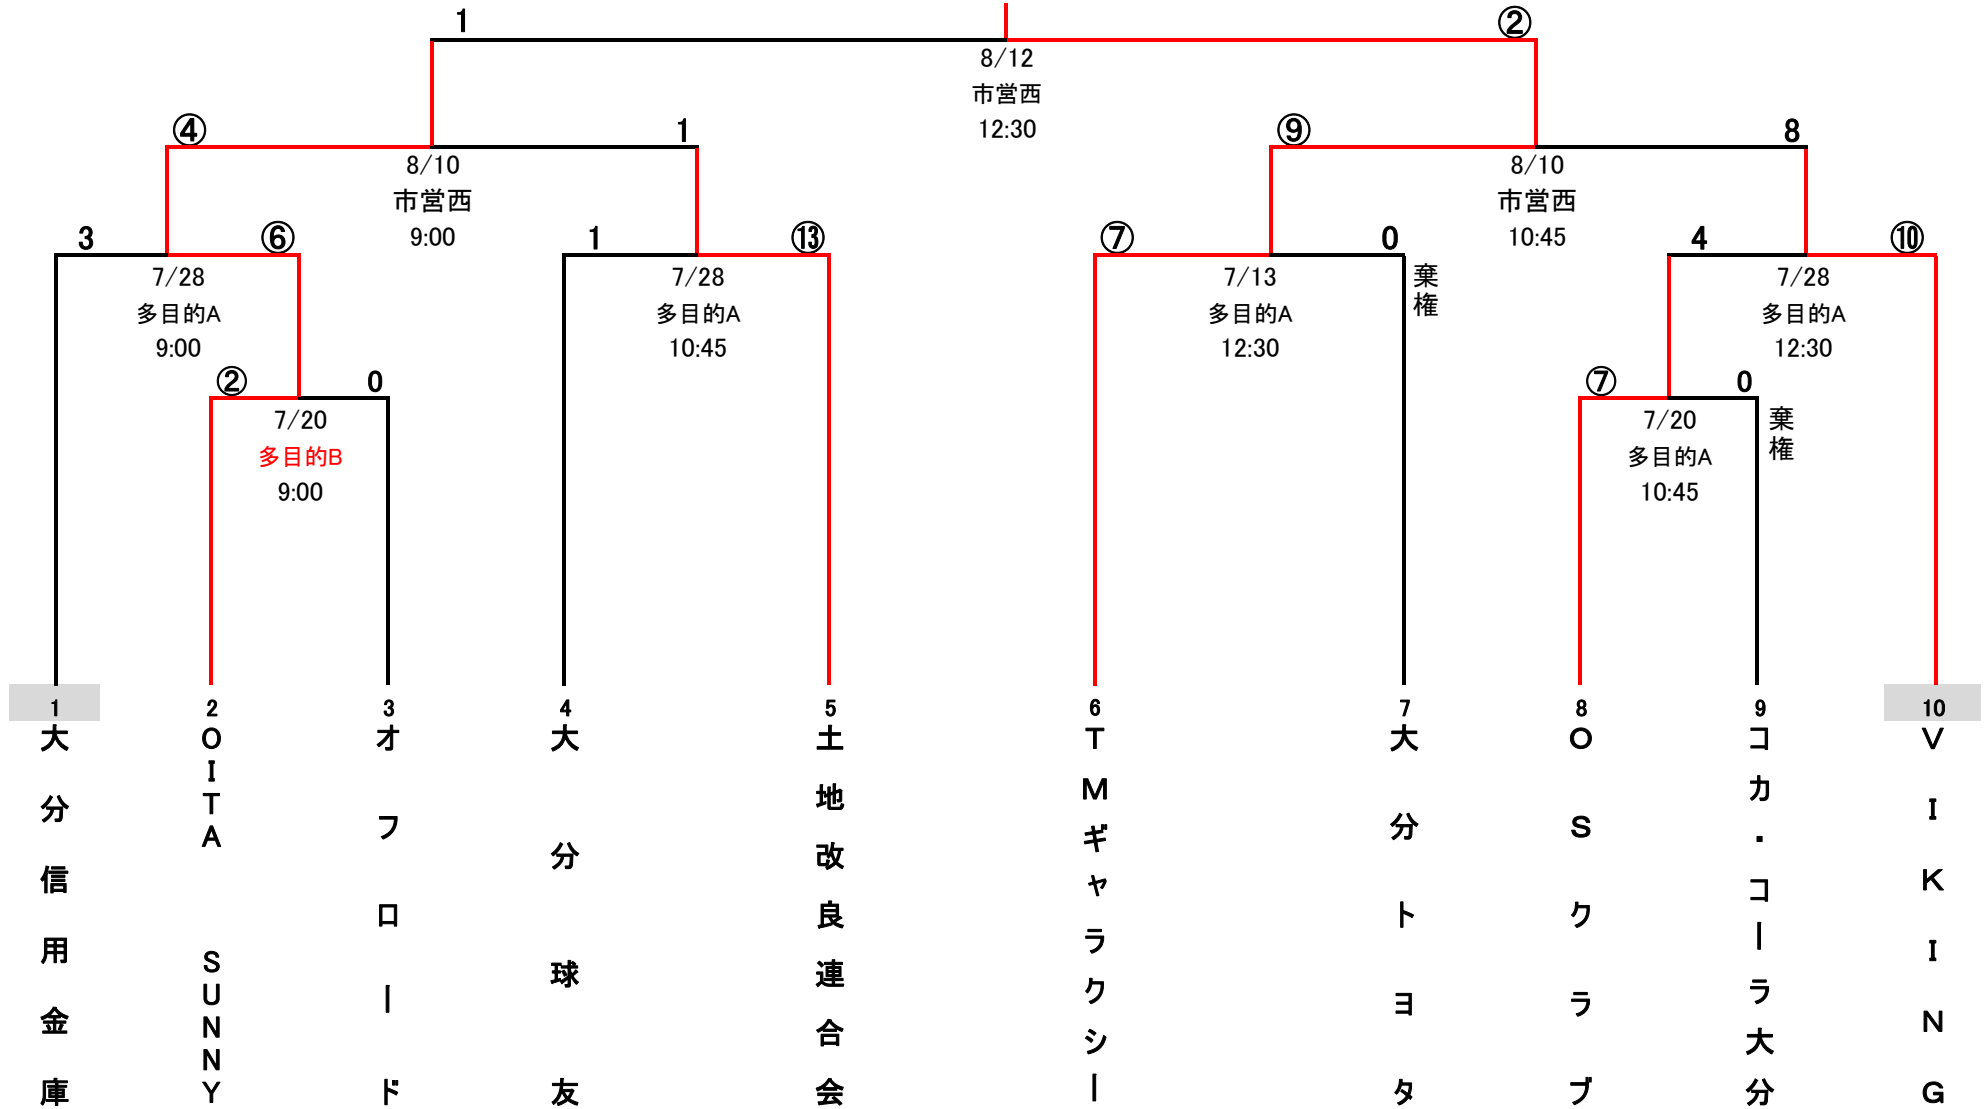 1 ②
8/12
市営西
12:30
④ 1 ⑨ 8
8/10
市営西
9:00
8/10
市営西
10:45
3 ⑥ 1 ⑬ ⑦ 0 4 ⑩
棄権
7/28
多目的A
9:00
7/28
多目的A
10:45
7/13
多目的A
12:30
7/28
多目的A
12:30
② 0 ⑦ 0
棄権
7/20
多目的B
9:00
7/20
多目的A
10:45
1 大分信用金庫
2 OITA SUNNY
3 オフロード
4 大分球友
5 土地改良連合会
6 TMギャラクシー
7 大分トヨタ
8 OSクラブ
9 コカ・コーラ大分
10 VIKING